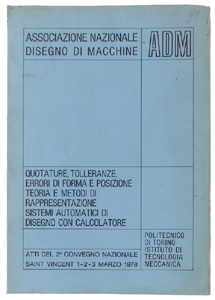 ASSOCIAZIONE NAZIONALE
DISEGNO DI MACCHINE
ADM
QUOTATURE, TOLLERANZE,
ERRORI DI FORMA E POSIZIONE
TEORIA E METODI DI
RAPPRESENTAZIONE
SISTEMI AUTOMATICI DI
DISEGNO CON CALCOLATORE
POLITECNICO
DI TORINO
ISTITUTO DI
TECNOLOGIA
MECCANICA
ATTI DEL 2° CONVEGNO NAZIONALE
SAINT VINCENT 1-2-3 MARZO 1978